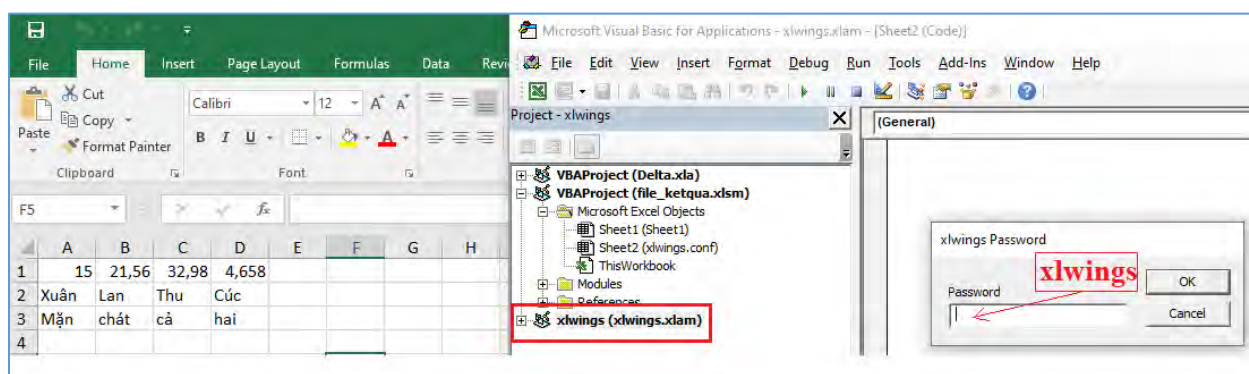 Microsoft Visual Basic for Applications - xlwings.xlam - [Sheet2 (Code)]
File Home Insert Page Layout Formulas Data Revi
File Edit View Insert Format Debug Run Tools Add-Ins Window Help
Cut
Copy
Format Painter
Paste
Clipboard
Calibri 12 A A
B I U A
Font
Project - xlwings X
(General)
VBAProject (Delta.xla)
VBAProject (file_ketqua.xlsm)
Microsoft Excel Objects
Sheet1 (Sheet1)
Sheet2 (xlwings.conf)
ThisWorkbook
Modules
References
xlwings (xlwings.xlam)
F5 fx
A B C D E F G H
1 15 21,56 32,98 4,658
2 Xuân Lan Thu Cúc
3 Mặn chát cả hai
4
xlwings Password
xlwings
Password
OK
Cancel